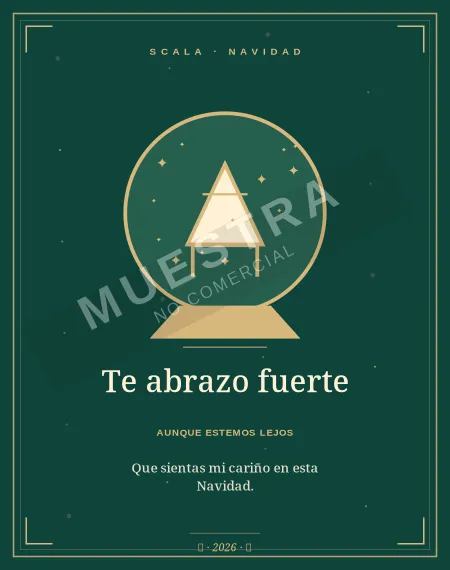 SCALA · NAVIDAD
MUESTRA
NO COMERCIAL
Te abrazo fuerte
AUNQUE ESTEMOS LEJOS
Que sientas mi cariño en esta
Navidad.
· 2026 ·